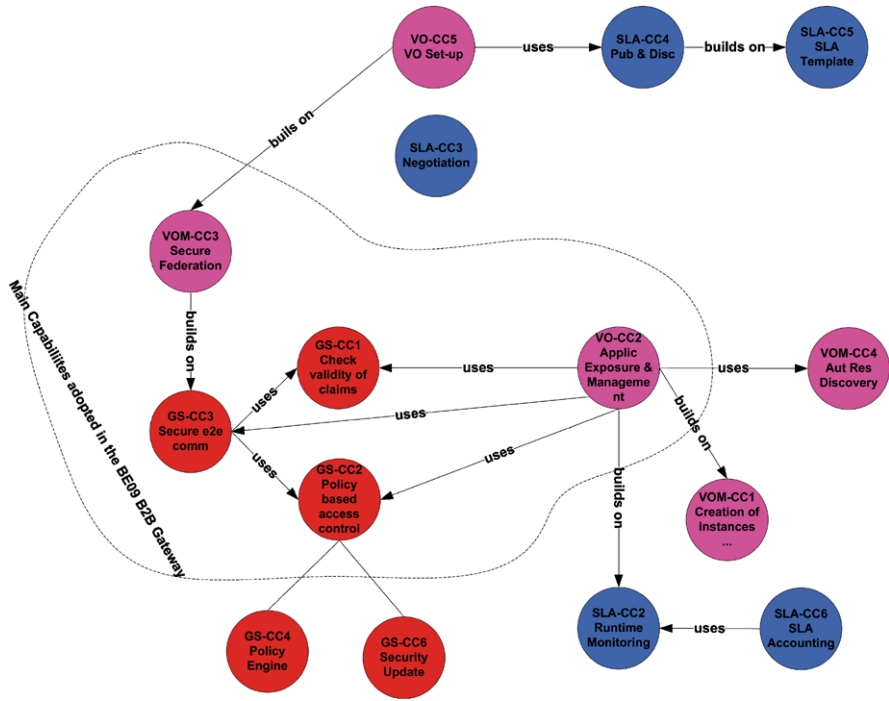 VO-CC5
VO Set-up
uses
SLA-CC4
Pub & Disc
builds on
SLA-CC5
SLA
Template
buils on
SLA-CC3
Negotiation
VOM-CC3
Secure
Federation
builds on
Main Capabillites adopted in the BE09 B2B Gateway
GS-CC1
Check
validity of
claims
uses
VO-CC2
Applic
Exposure &
Manageme
nt
uses
VOM-CC4
Aut Res
Discovery
GS-CC3
Secure e2e
comm
uses
uses
uses
uses
GS-CC2
Policy
based
access
control
builds on
builds on
VOM-CC1
Creation of
instances
...
GS-CC4
Policy
Engine
GS-CC6
Security
Update
SLA-CC2
Runtime
Monitoring
uses
SLA-CC6
SLA
Accounting